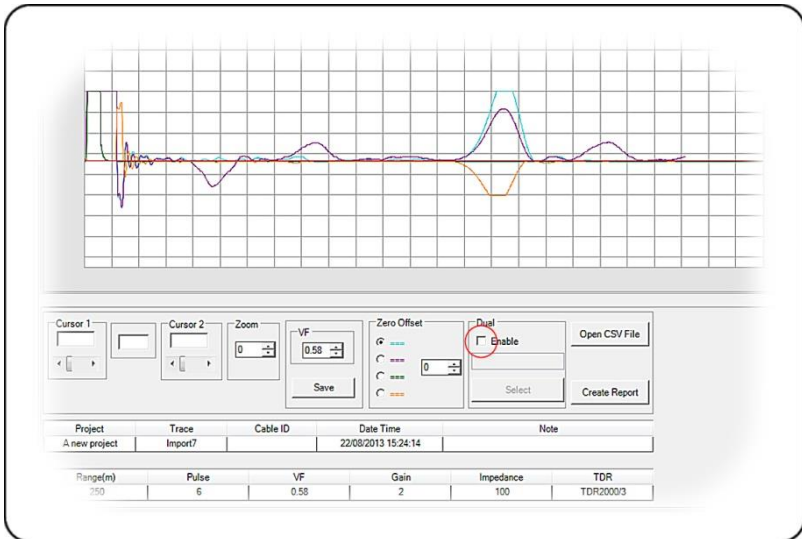 Cursor 1
Cursor 2
Zoom
0
VF
0.58
Save
Zero Offset
===
===
===
===
0
Dual
Enable
Select
Open CSV File
Create Report
Project Trace Cable ID Date Time Note
A new project Import7 22/08/2013 15:24:14
Range(m) Pulse VF Gain Impedance TDR
250 6 0.58 2 100 TDR2000/3